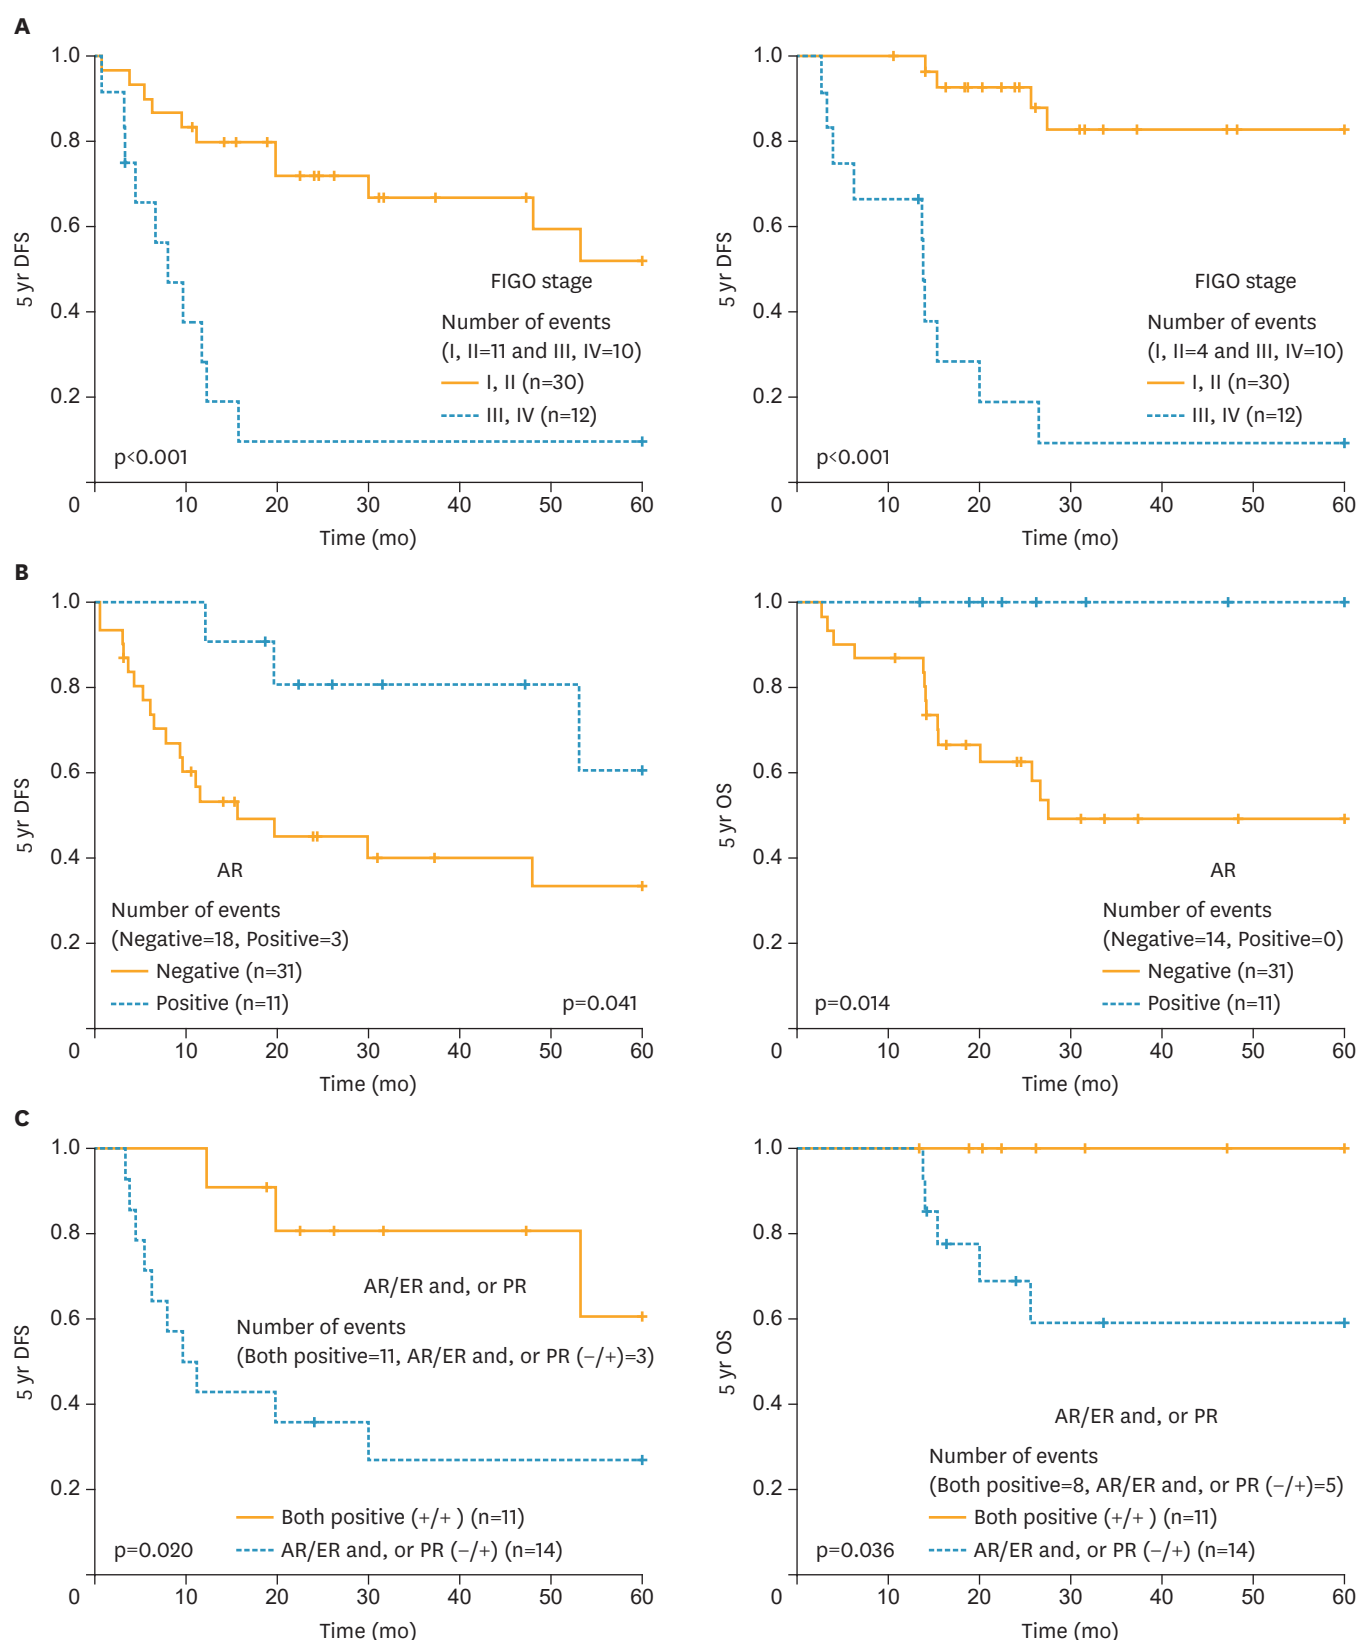 A
1.0
0.8
0.6
0.4
0.2
0
10
20
30
40
50
60
5 yr DFS
Time (mo)
FIGO stage
Number of events
(I, II=11 and III, IV=10)
I, II (n=30)
III, IV (n=12)
p<0.001
1.0
0.8
0.6
0.4
0.2
0
10
20
30
40
50
60
5 yr DFS
Time (mo)
FIGO stage
Number of events
(I, II=4 and III, IV=10)
I, II (n=30)
III, IV (n=12)
p<0.001
B
1.0
0.8
0.6
0.4
0.2
0
10
20
30
40
50
60
5 yr DFS
Time (mo)
AR
Number of events
(Negative=18, Positive=3)
Negative (n=31)
Positive (n=11)
p=0.041
1.0
0.8
0.6
0.4
0.2
0
10
20
30
40
50
60
5 yr OS
Time (mo)
AR
Number of events
(Negative=14, Positive=0)
Negative (n=31)
Positive (n=11)
p=0.014
C
1.0
0.8
0.6
0.4
0.2
0
10
20
30
40
50
60
5 yr DFS
Time (mo)
AR/ER and, or PR
Number of events
(Both positive=11, AR/ER and, or PR (−/+)=3)
Both positive (+/+ ) (n=11)
AR/ER and, or PR (−/+) (n=14)
p=0.020
1.0
0.8
0.6
0.4
0.2
0
10
20
30
40
50
60
5 yr OS
Time (mo)
AR/ER and, or PR
Number of events
(Both positive=8, AR/ER and, or PR (−/+)=5)
Both positive (+/+ ) (n=11)
AR/ER and, or PR (−/+) (n=14)
p=0.036